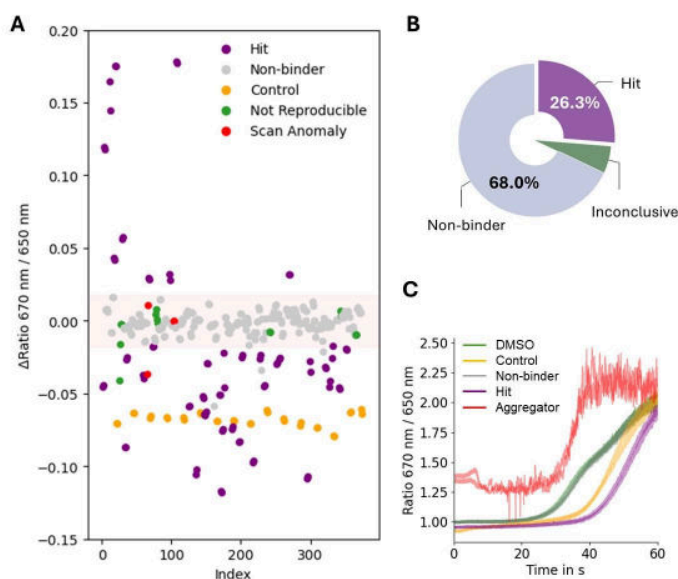 A
0.20
0.15
0.10
0.05
0.00
−0.05
−0.10
−0.15
ΔRatio 670 nm / 650 nm
0
100
200
300
Index
Hit
Non-binder
Control
Not Reproducible
Scan Anomaly
B
Hit
26.3%
68.0%
Non-binder
Inconclusive
C
2.50
2.25
2.00
1.75
1.50
1.25
1.00
Ratio 670 nm / 650 nm
DMSO
Control
Non-binder
Hit
Aggregator
0
20
40
60
Time in s